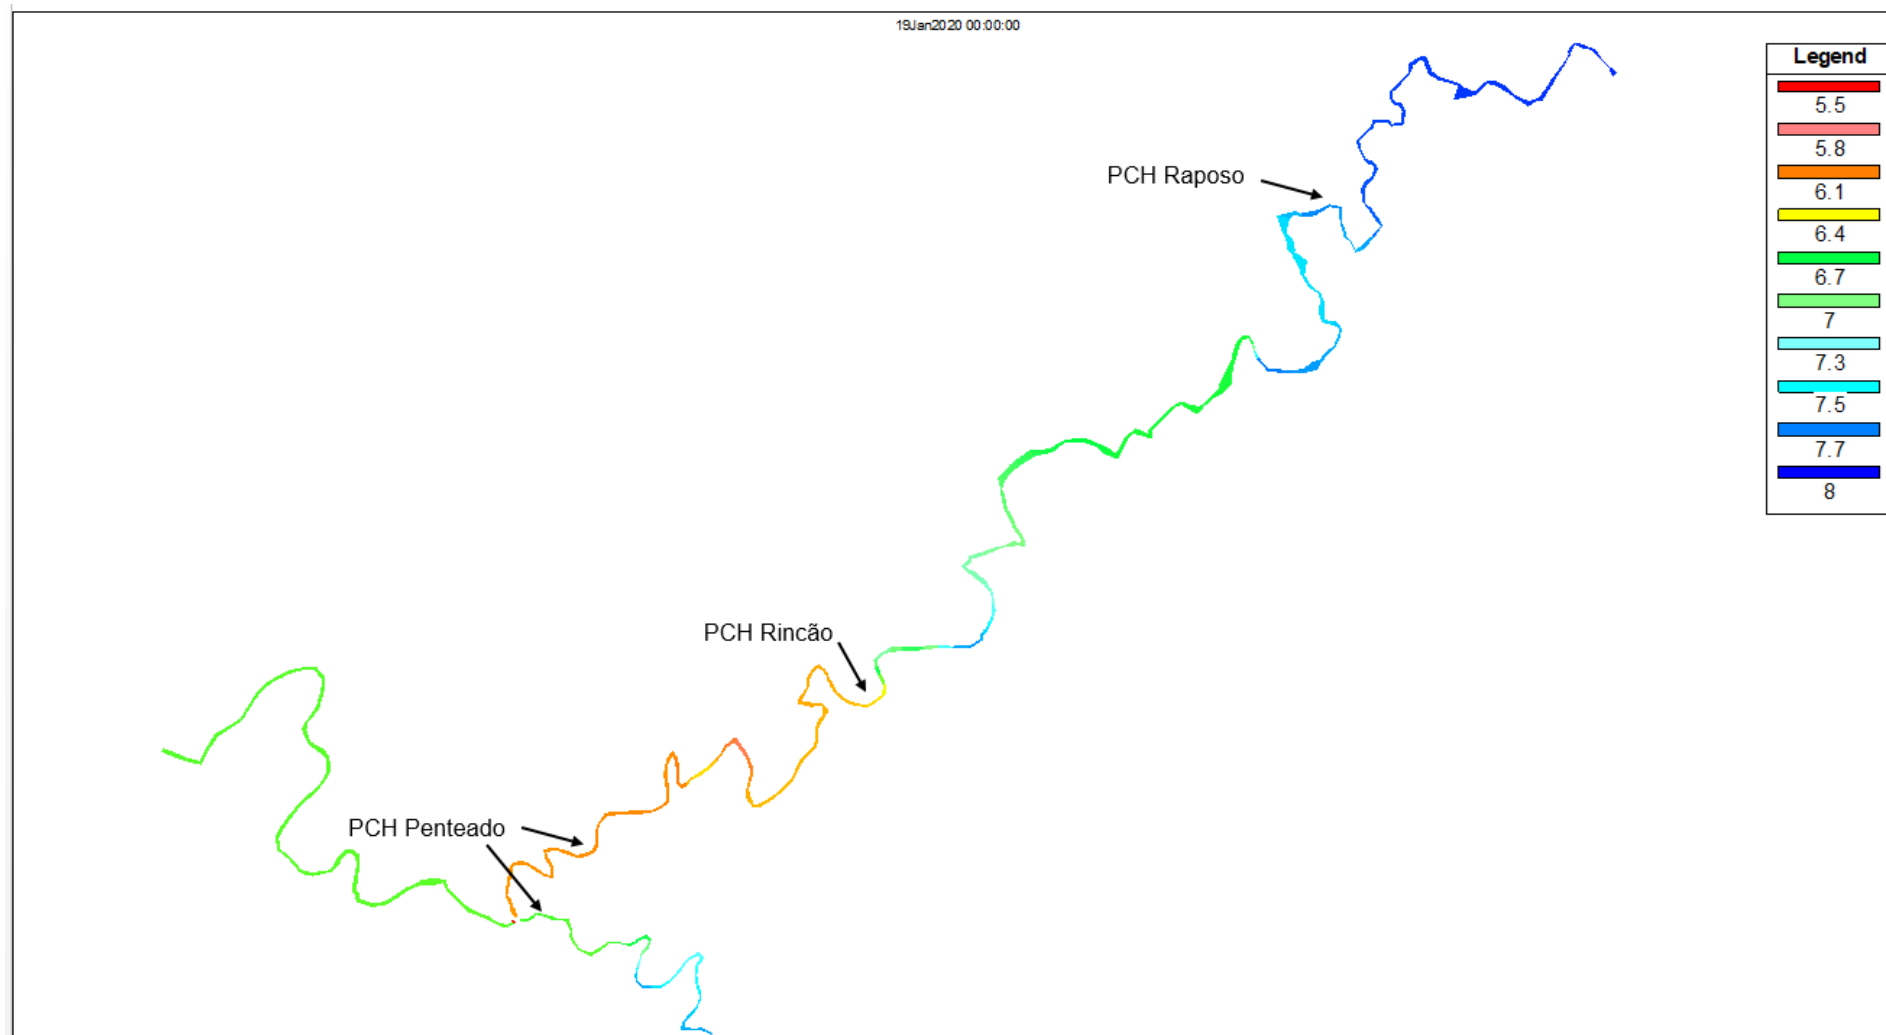 19Jan2020 00:00:00
Legend
5.5
5.8
6.1
6.4
6.7
7
7.3
7.5
7.7
8
PCH Raposo
PCH Rincão
PCH Penteado